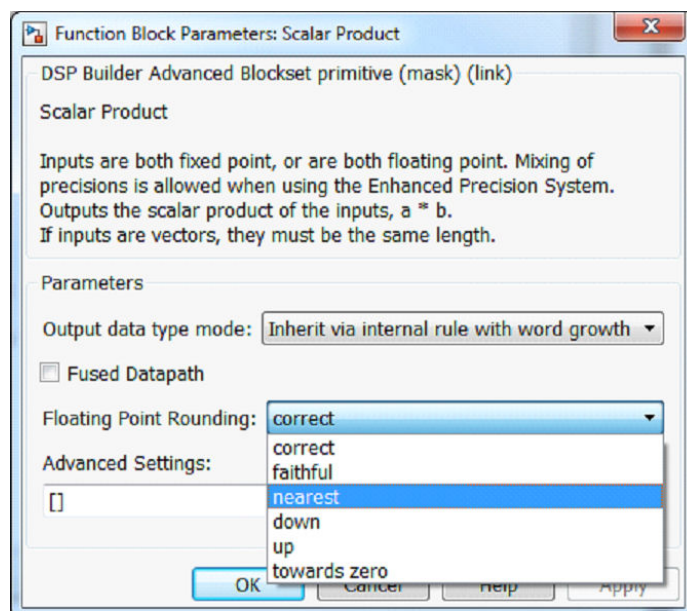 Function Block Parameters: Scalar Product
DSP Builder Advanced Blockset primitive (mask) (link)
Scalar Product
Inputs are both fixed point, or are both floating point. Mixing of
precisions is allowed when using the Enhanced Precision System.
Outputs the scalar product of the inputs, a * b.
If inputs are vectors, they must be the same length.
Parameters
Output data type mode: Inherit via internal rule with word growth
Fused Datapath
Floating Point Rounding: correct
correct
Advanced Settings:
faithful
[] nearest
down
up
towards zero
OK Cancel Help Apply